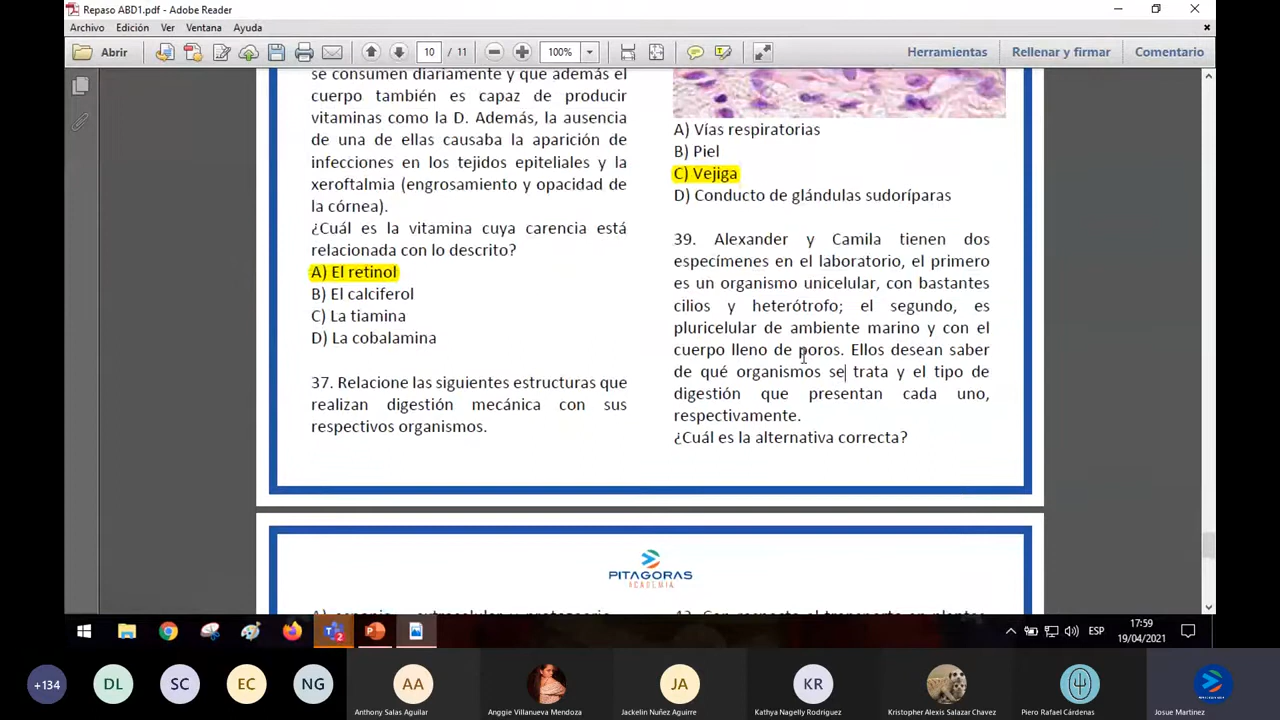 Repaso ABD1.pdf - Adobe Reader
Archivo Edición Ver Ventana Ayuda
Abrir
10 / 11
100%
Herramientas
Rellenar y firmar
Comentario
se consumen diariamente y que además el
cuerpo también es capaz de producir
vitaminas como la D. Además, la ausencia
de una de ellas causaba la aparición de
infecciones en los tejidos epiteliales y la
xeroftalmia (engrosamiento y opacidad de
la córnea).
¿Cuál es la vitamina cuya carencia está
relacionada con lo descrito?
A) El retinol
B) El calciferol
C) La tiamina
D) La cobalamina
37. Relacione las siguientes estructuras que
realizan digestión mecánica con sus
respectivos organismos.
A) Vías respiratorias
B) Piel
C) Vejiga
D) Conducto de glándulas sudoríparas
39. Alexander y Camila tienen dos
especímenes en el laboratorio, el primero
es un organismo unicelular, con bastantes
cilios y heterótrofo; el segundo, es
pluricelular de ambiente marino y con el
cuerpo lleno de poros. Ellos desean saber
de qué organismos se trata y el tipo de
digestión que presentan cada uno,
respectivamente.
¿Cuál es la alternativa correcta?
PITAGORAS
ACADEMIA
17:59
ESP
19/04/2021
+134
DL
SC
EC
NG
AA
JA
KR
Anthony Salas Aguilar
Anggie Villanueva Mendoza
Jackelin Nuñez Aguirre
Kathya Nagelly Rodriguez
Kristopher Alexis Salazar Chavez
Piero Rafael Cárdenas
Josue Martinez